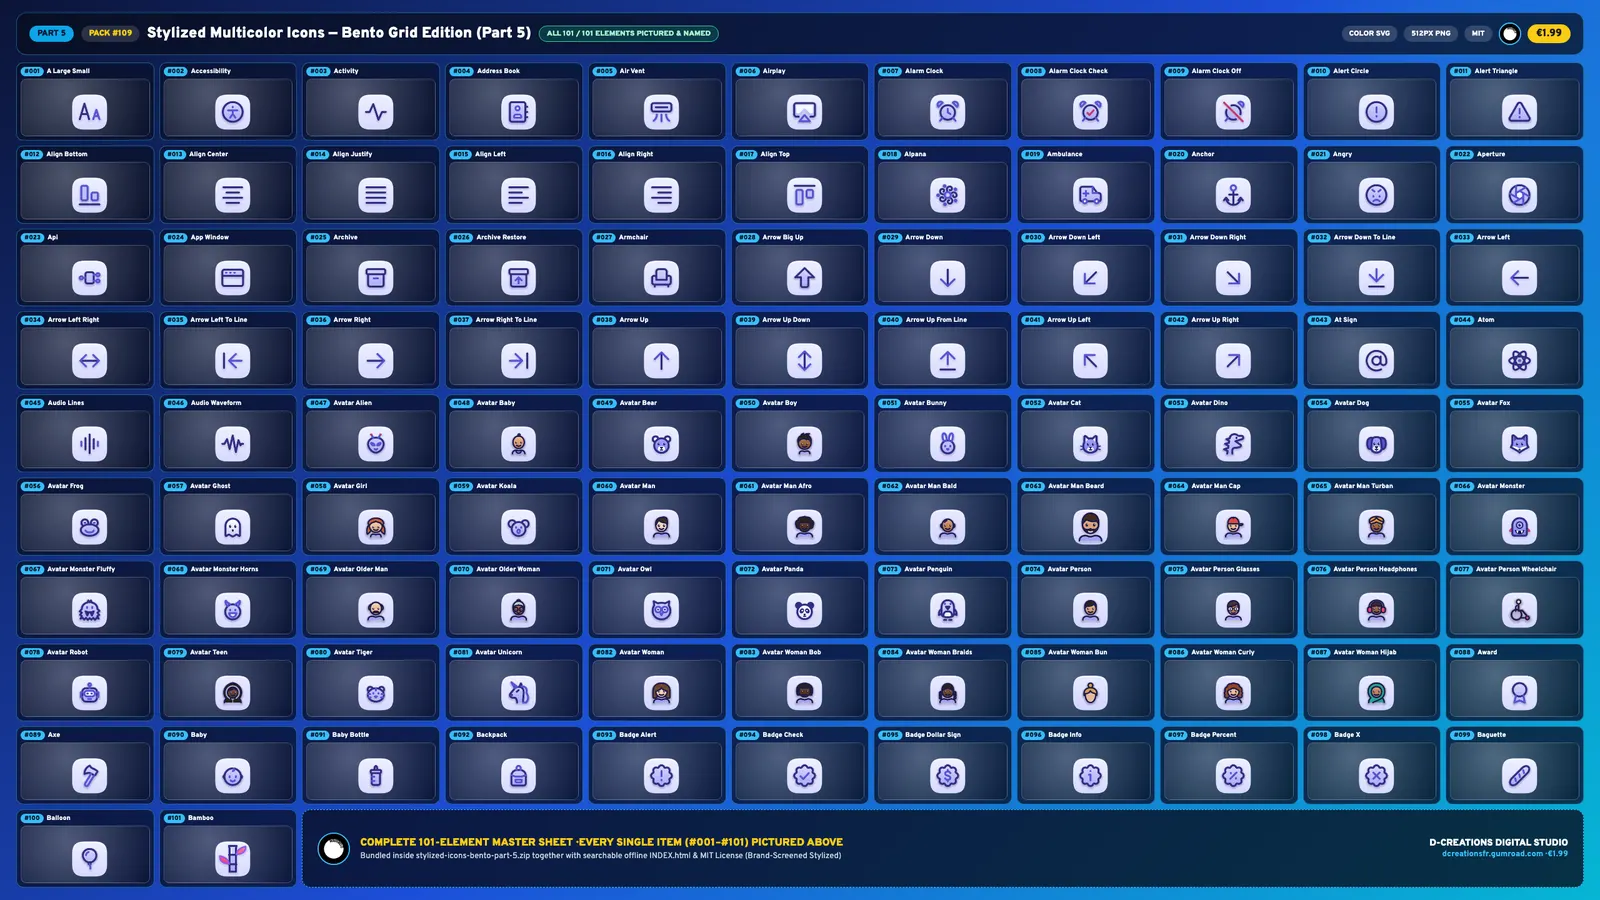 PART 5 PACK #109 Stylized Multicolor Icons – Bento Grid Edition (Part 5) ALL 101 / 101 ELEMENTS PICTURED & NAMED COLOR SVG 512PX PNG MIT €1.99
#001 A Large Small #002 Accessibility #003 Activity #004 Address Book #005 Air Vent #006 Airplay #007 Alarm Clock #008 Alarm Clock Check #009 Alarm Clock Off #010 Alert Circle #011 Alert Triangle
#012 Align Bottom #013 Align Center #014 Align Justify #015 Align Left #016 Align Right #017 Align Top #018 Alpana #019 Ambulance #020 Anchor #021 Angry #022 Aperture
#023 Api #024 App Window #025 Archive #026 Archive Restore #027 Armchair #028 Arrow Big Up #029 Arrow Down #030 Arrow Down Left #031 Arrow Down Right #032 Arrow Down To Line #033 Arrow Left
#034 Arrow Left Right #035 Arrow Left To Line #036 Arrow Right #037 Arrow Right To Line #038 Arrow Up #039 Arrow Up Down #040 Arrow Up From Line #041 Arrow Up Left #042 Arrow Up Right #043 At Sign #044 Atom
#045 Audio Lines #046 Audio Waveform #047 Avatar Alien #048 Avatar Baby #049 Avatar Bear #050 Avatar Boy #051 Avatar Bunny #052 Avatar Cat #053 Avatar Dino #054 Avatar Dog #055 Avatar Fox
#056 Avatar Frog #057 Avatar Ghost #058 Avatar Girl #059 Avatar Koala #060 Avatar Man #061 Avatar Man Afro #062 Avatar Man Bald #063 Avatar Man Beard #064 Avatar Man Cap #065 Avatar Man Turban #066 Avatar Monster
#067 Avatar Monster Fluffy #068 Avatar Monster Horns #069 Avatar Older Man #070 Avatar Older Woman #071 Avatar Owl #072 Avatar Panda #073 Avatar Penguin #074 Avatar Person #075 Avatar Person Glasses #076 Avatar Person Headphones #077 Avatar Person Wheelchair
#078 Avatar Robot #079 Avatar Teen #080 Avatar Tiger #081 Avatar Unicorn #082 Avatar Woman #083 Avatar Woman Bob #084 Avatar Woman Braids #085 Avatar Woman Bun #086 Avatar Woman Curly #087 Avatar Woman Hijab #088 Award
#089 Axe #090 Baby #091 Baby Bottle #092 Backpack #093 Badge Alert #094 Badge Check #095 Badge Dollar Sign #096 Badge Info #097 Badge Percent #098 Badge X #099 Baguette
#100 Balloon #101 Bamboo
COMPLETE 101-ELEMENT MASTER SHEET · EVERY SINGLE ITEM (#001–#101) PICTURED ABOVE
Bundled inside stylized-icons-bento-part-5.zip together with searchable offline INDEX.html & MIT License (Brand-Screened Stylized)
D-CREATIONS DIGITAL STUDIO
dcreationsfr.gumroad.com · €1.99